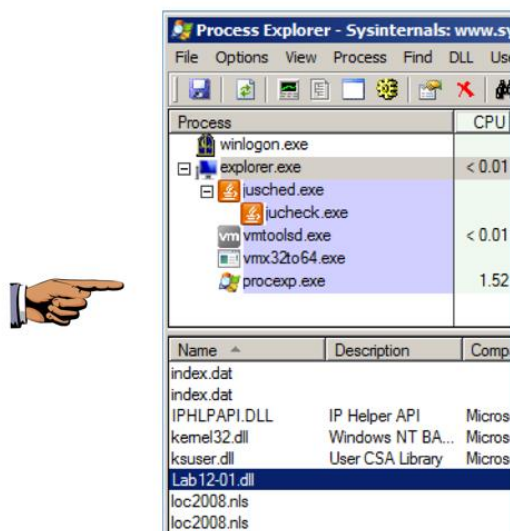 Process Explorer - Sysinternals: www.sy
File Options View Process Find DLL Use
Process CPU
winlogon.exe
explorer.exe < 0.01
jusched.exe
jucheck.exe
vm vmtoolsd.exe < 0.01
vmx32to64.exe
procexp.exe 1.52
Name Description Comp
index.dat
index.dat
IPHLPAPI.DLL IP Helper API Micros
kernel32.dll Windows NT BA... Micros
ksuser.dll User CSA Library Micros
Lab12-01.dll
loc2008.nls
loc2008.nls